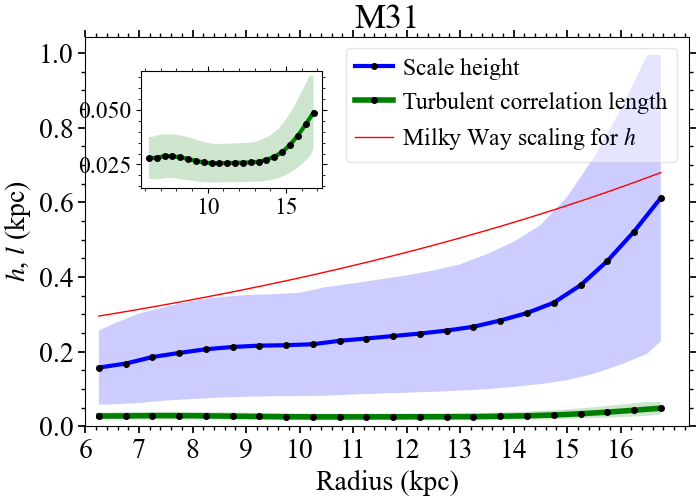 M31
1.0
0.8
0.6
0.4
0.2
0.0
h, l (kpc)
Scale height
Turbulent correlation length
Milky Way scaling for h
0.050
0.025
10 15
6 7 8 9 10 11 12 13 14 15 16
Radius (kpc)